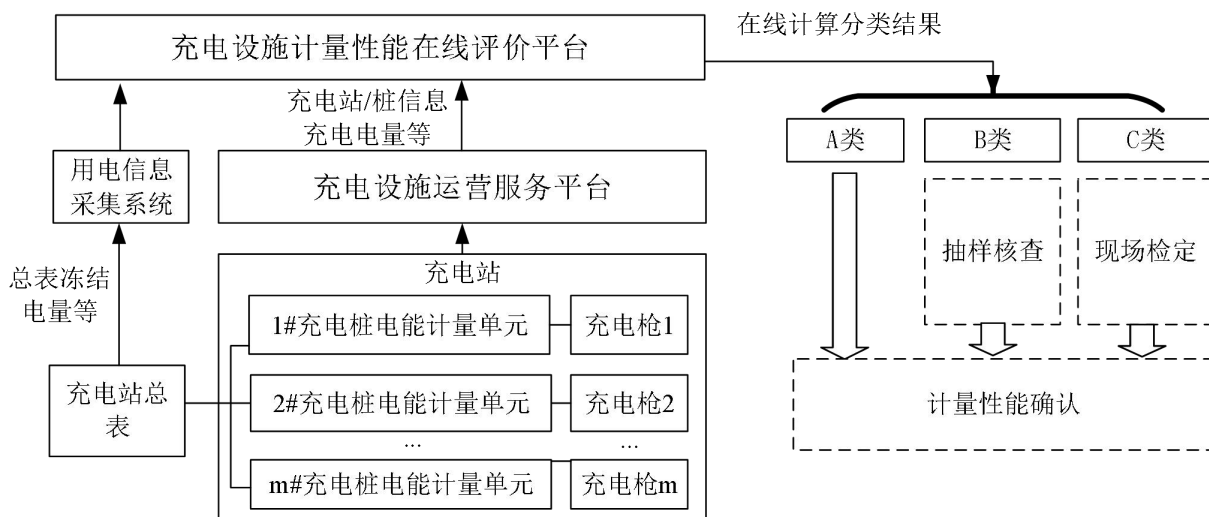 在线计算分类结果
充电设施计量性能在线评价平台
充电站/桩信息
充电电量等
A类
B类
C类
用电信息
采集系统
充电设施运营服务平台
抽样核查
现场检定
总表冻结
电量等
充电站
1#充电桩电能计量单元
充电枪1
充电站总
表
2#充电桩电能计量单元
充电枪2
计量性能确认
...
...
m#充电桩电能计量单元
充电枪m